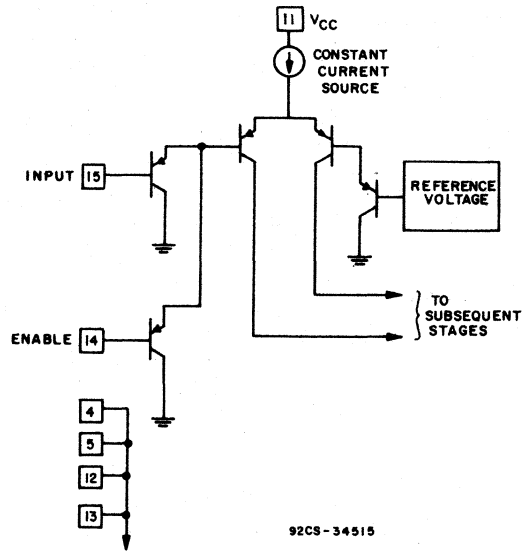 11 VCC
CONSTANT
CURRENT
SOURCE
INPUT 15
REFERENCE
VOLTAGE
TO
SUBSEQUENT
STAGES
ENABLE 14
4
5
12
13
92CS-34515